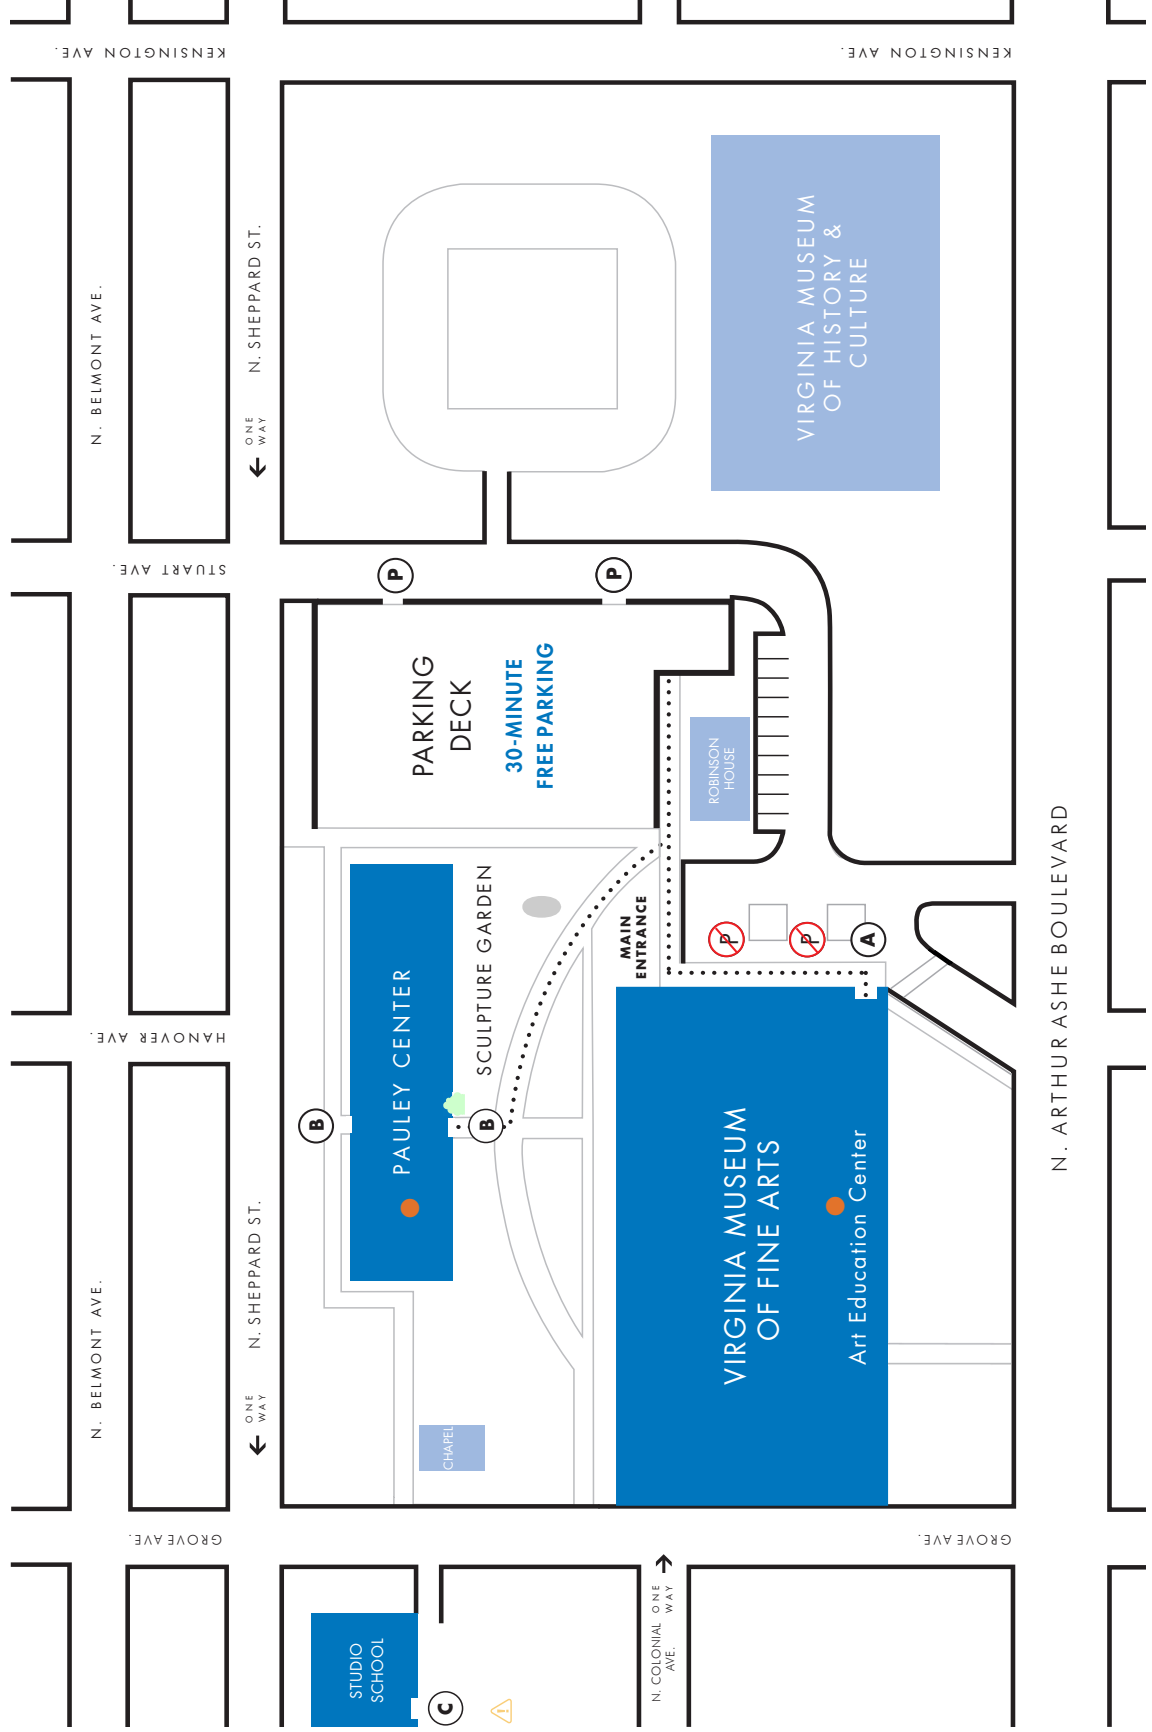 KENSINGTON AVE.
KENSINGTON AVE.
N. BELMONT AVE.
N. SHEPPARD ST.
ONE
WAY
VIRGINIA MUSEUM
OF HISTORY &
CULTURE
STUART AVE.
P
P
PARKING
DECK
30-MINUTE
FREE PARKING
ROBINSON
HOUSE
SCULPTURE GARDEN
MAIN
ENTRANCE
P
P
A
N. ARTHUR ASHE BOULEVARD
HANOVER AVE.
PAULEY CENTER
B
B
VIRGINIA MUSEUM
OF FINE ARTS
Art Education Center
N. BELMONT AVE.
N. SHEPPARD ST.
ONE
WAY
CHAPEL
GROVE AVE.
GROVE AVE.
N. COLONIAL
AVE.
ONE
WAY
STUDIO
SCHOOL
C